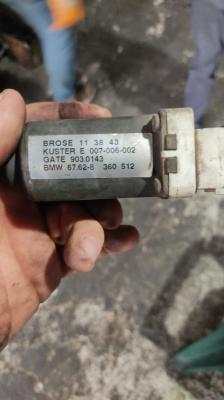 BROSE 11 38 43
KUSTER E 007-006-002
GATE 903.0143
BMW 67.62-8 360 512